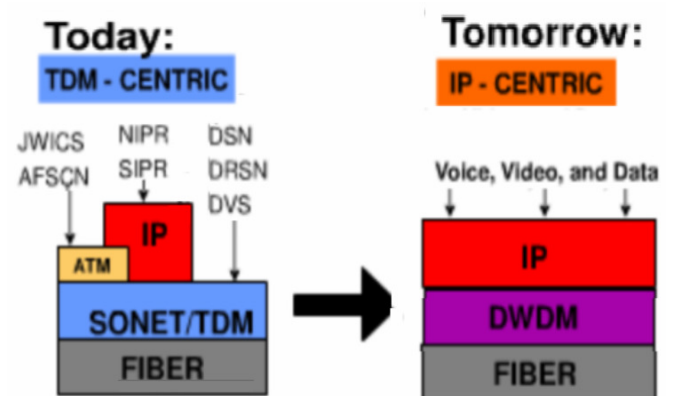 Today:
TDM - CENTRIC
JWICS
AFSCN
NIPR
SIPR
DSN
DRSN
DVS
IP
ATM
SONET/TDM
FIBER
Tomorrow:
IP - CENTRIC
Voice, Video, and Data
IP
DWDM
FIBER